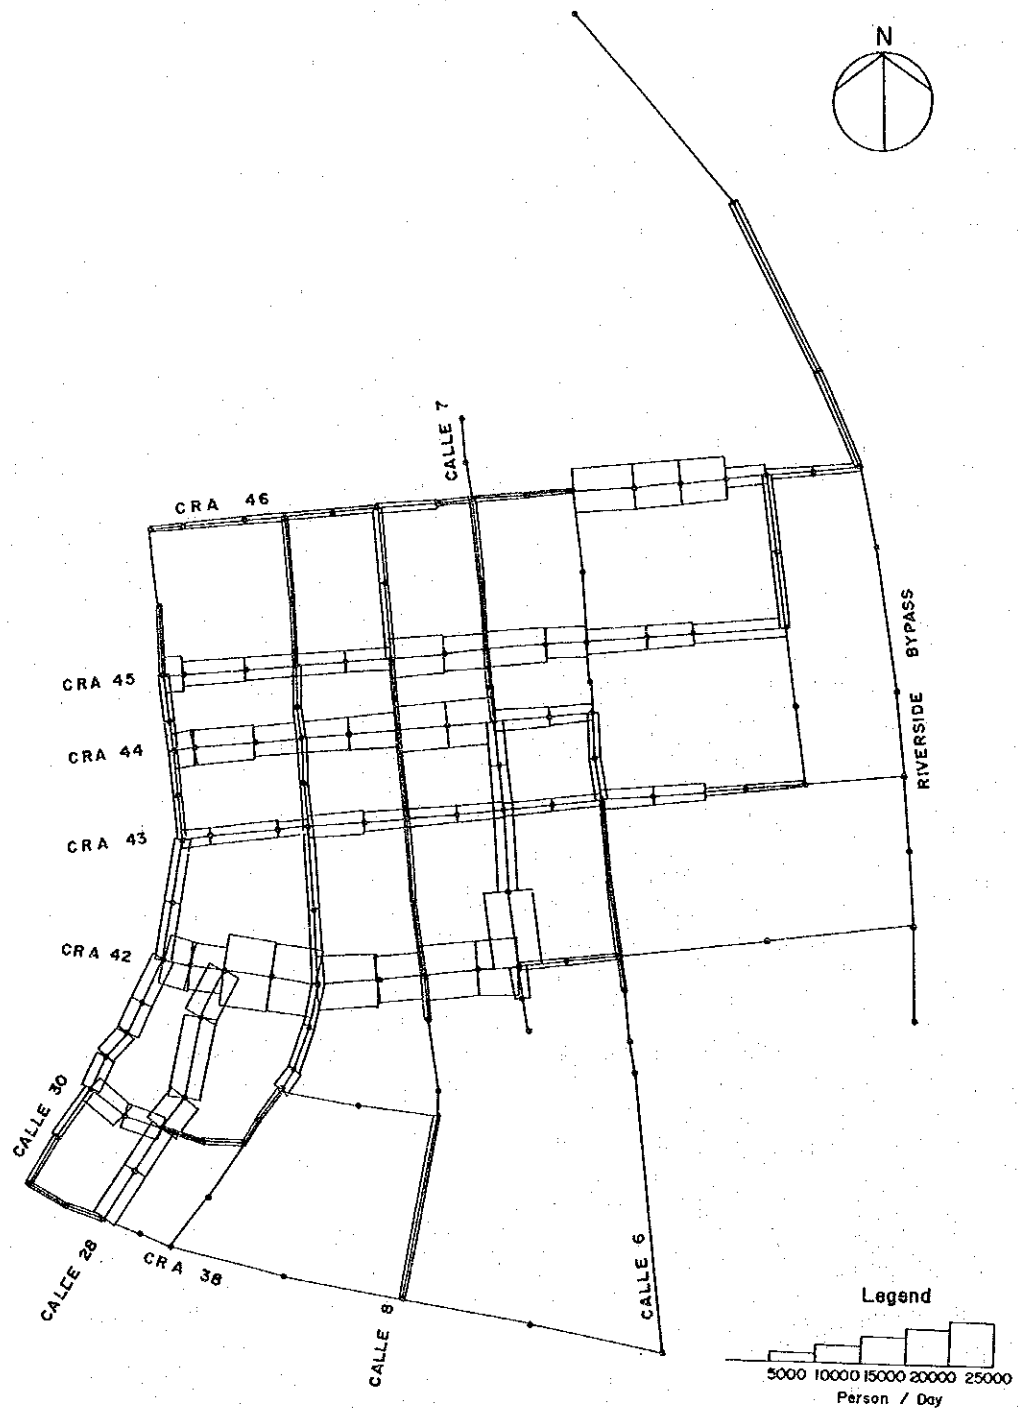 N
CALLE 7
CRA 46
RIVERSIDE BYPASS
CRA 45
CRA 44
CRA 43
CRA 42
CALLE 30
CALLE 28
CRA 38
CALLE 8
CALLE 6
Legend
5000 10000 15000 20000 25000
Person / Day